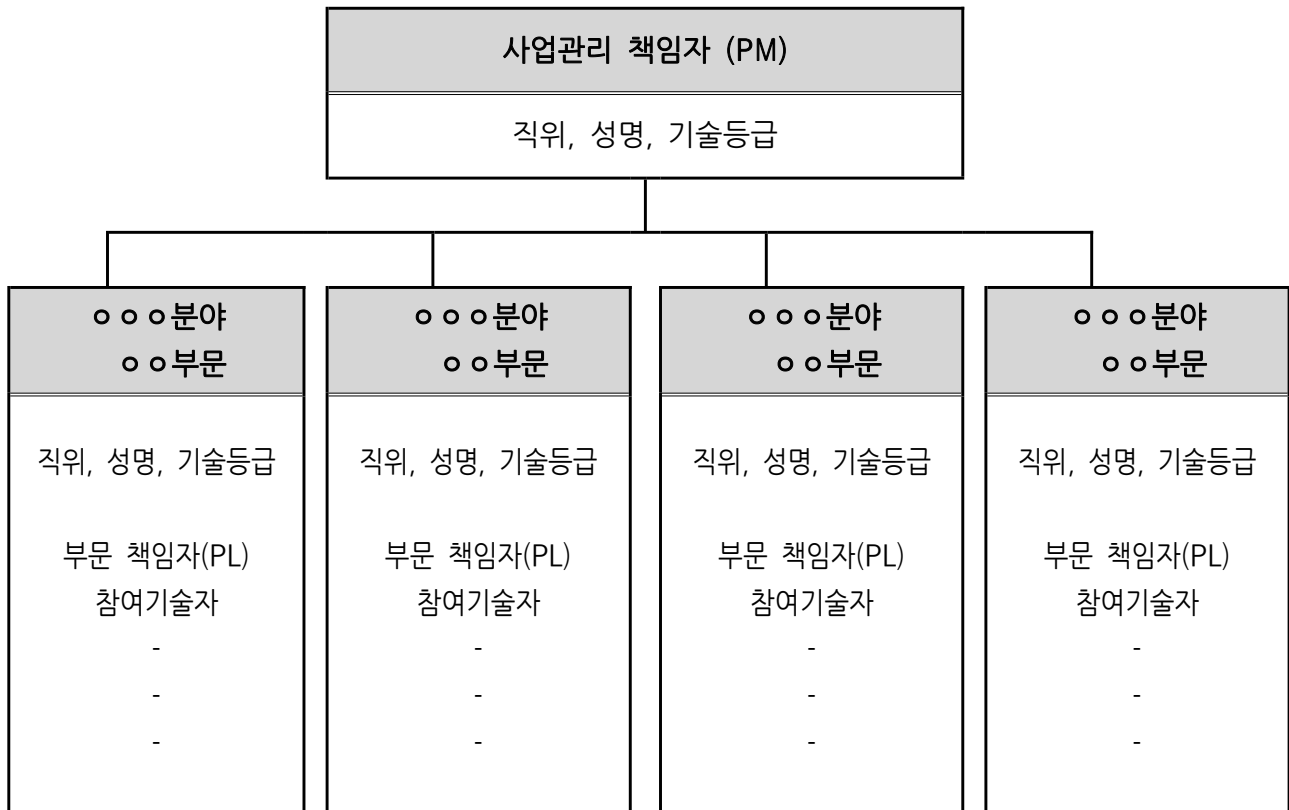 사업관리 책임자 (PM)
직위, 성명, 기술등급
ㅇㅇㅇ분야
ㅇㅇ부문
직위, 성명, 기술등급
부문 책임자(PL)
참여기술자
-
-
-
ㅇㅇㅇ분야
ㅇㅇ부문
직위, 성명, 기술등급
부문 책임자(PL)
참여기술자
-
-
-
ㅇㅇㅇ분야
ㅇㅇ부문
직위, 성명, 기술등급
부문 책임자(PL)
참여기술자
-
-
-
ㅇㅇㅇ분야
ㅇㅇ부문
직위, 성명, 기술등급
부문 책임자(PL)
참여기술자
-
-
-